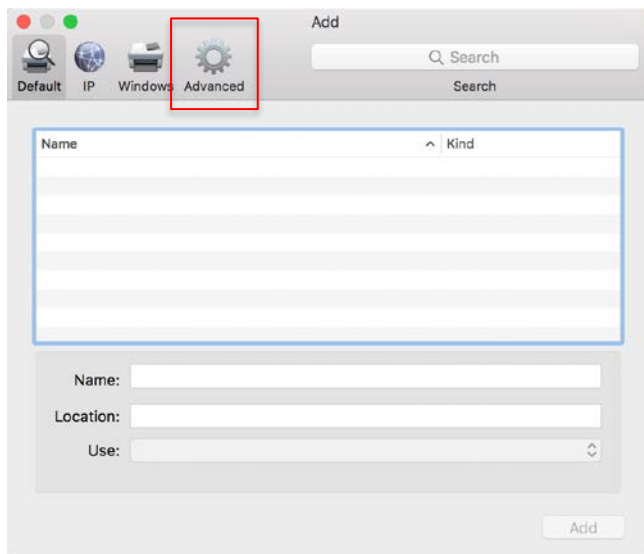 Add
Default IP Windows Advanced
Search
Search
Name Kind
Name:
Location:
Use:
Add